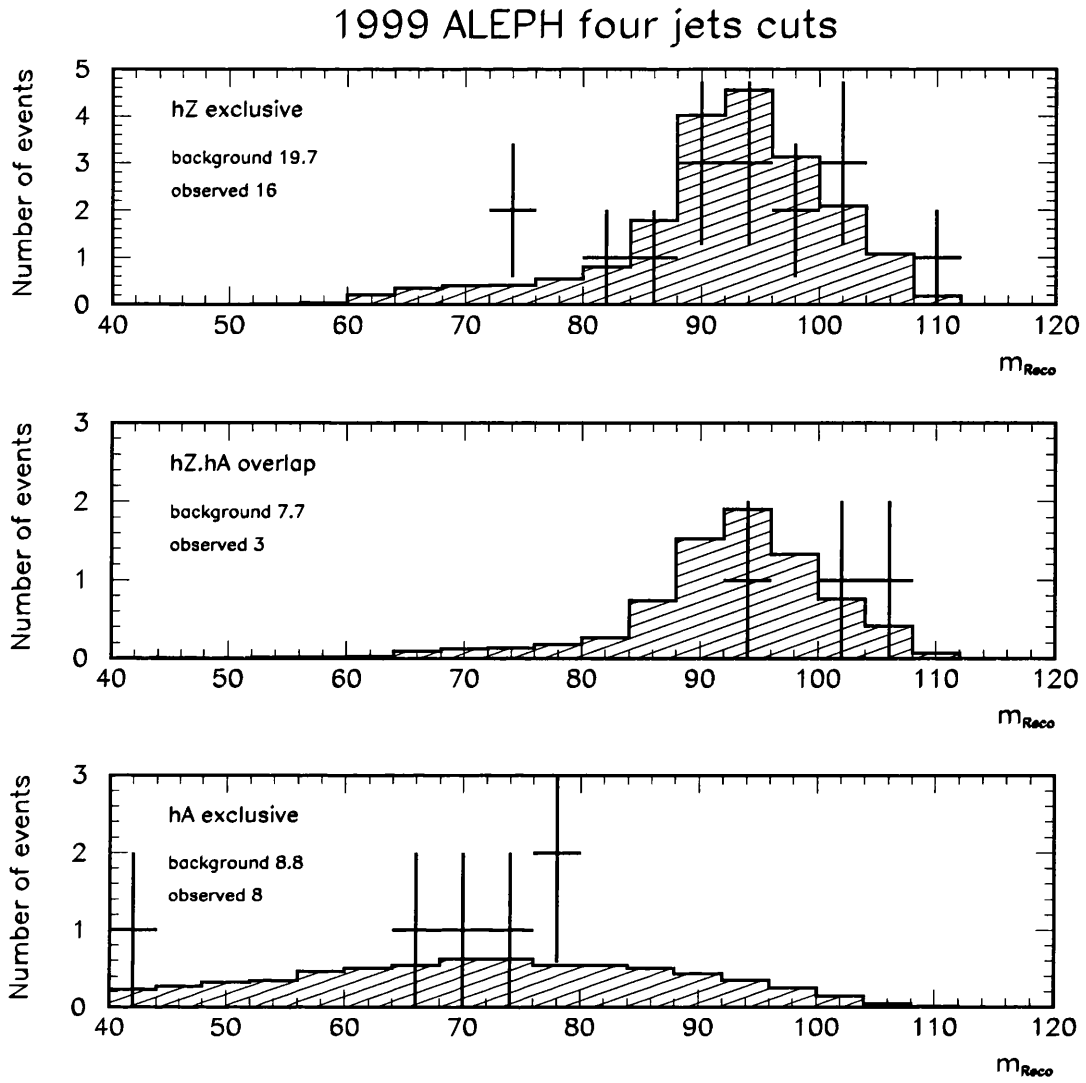 1999 ALEPH four jets cuts
Number of events
5
4
3
2
1
0
hZ exclusive
background 19.7
observed 16
40 50 60 70 80 90 100 110 120
mReco
Number of events
3
2
1
0
hZ.hA overlap
background 7.7
observed 3
40 50 60 70 80 90 100 110 120
mReco
Number of events
3
2
1
0
hA exclusive
background 8.8
observed 8
40 50 60 70 80 90 100 110 120
mReco